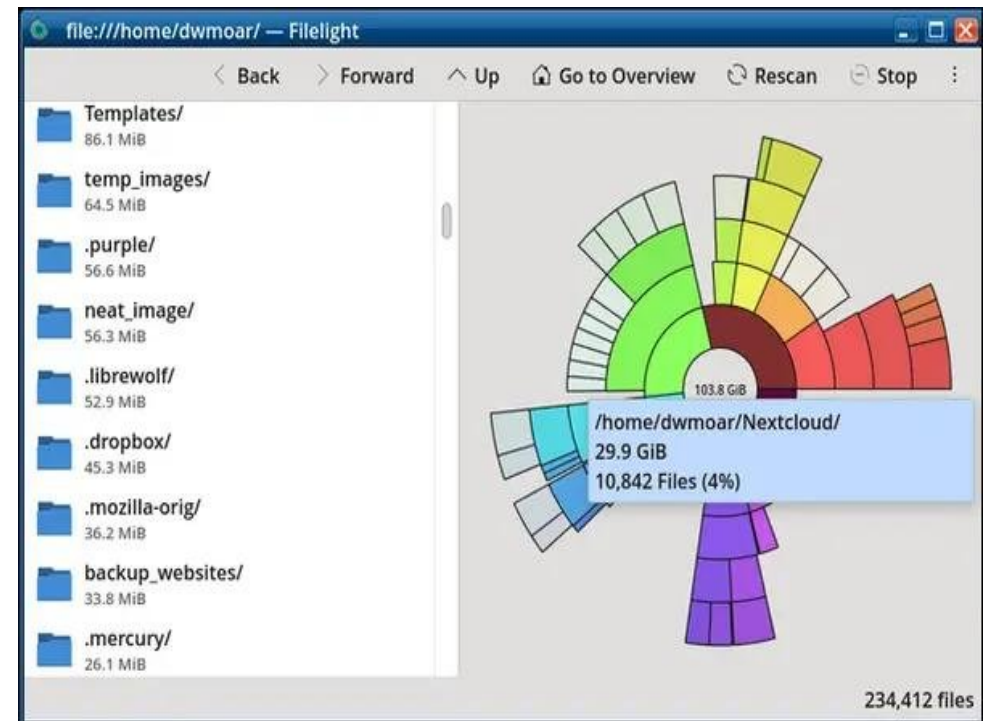 file:///home/dwmoar/ — Filelight
Back Forward Up Go to Overview Rescan Stop
Templates/
86.1 MiB
temp_images/
64.5 MiB
.purple/
56.6 MiB
neat_image/
56.3 MiB
.librewolf/
52.9 MiB
.dropbox/
45.3 MiB
.mozilla-orig/
36.2 MiB
backup_websites/
33.8 MiB
.mercury/
26.1 MiB
103.8 GiB
/home/dwmoar/Nextcloud/
29.9 GiB
10,842 Files (4%)
234,412 files